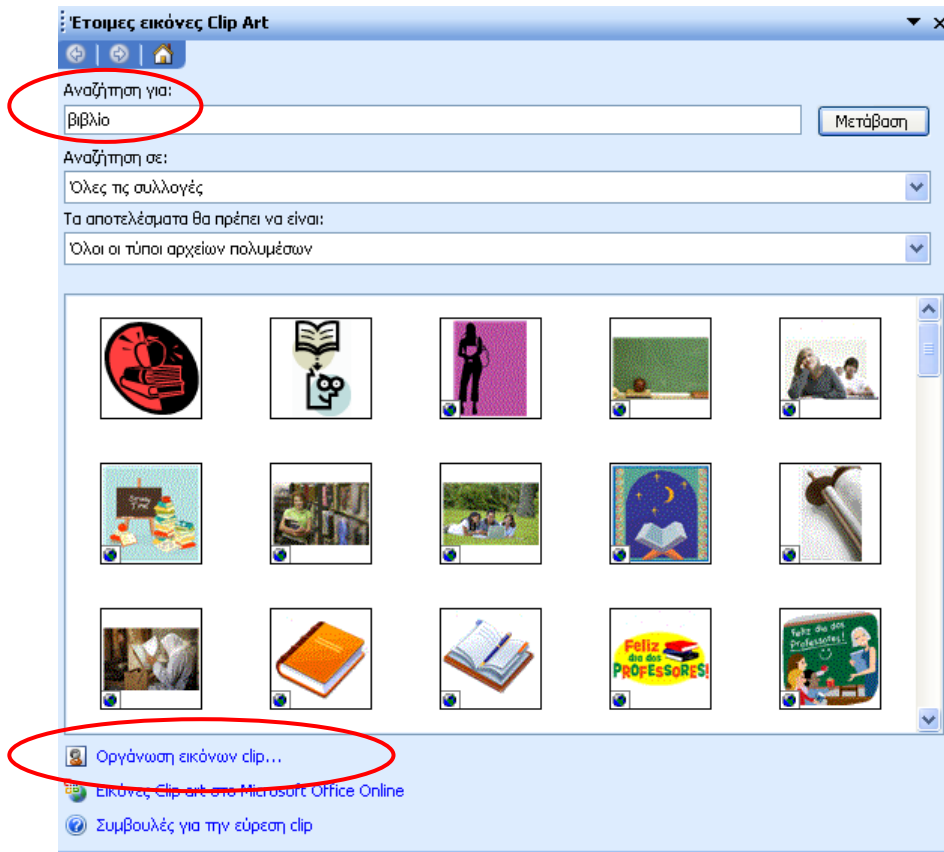 Έτοιμες εικόνες Clip Art
Αναζήτηση για:
βιβλίο
Μετάβαση
Αναζήτηση σε:
Όλες τις συλλογές
Τα αποτελέσματα θα πρέπει να είναι:
Όλοι οι τύποι αρχείων πολυμέσων
Study Time
Feliz dia dos PROFESSORES!
Feliz dia dos Professores!
Οργάνωση εικόνων clip...
Εικόνες Clip art στο Microsoft Office Online
Συμβουλές για την εύρεση clip